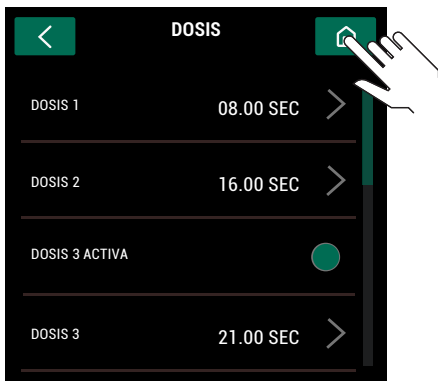 DOSIS
DOSIS 1 08.00 SEC
DOSIS 2 16.00 SEC
DOSIS 3 ACTIVA
DOSIS 3 21.00 SEC